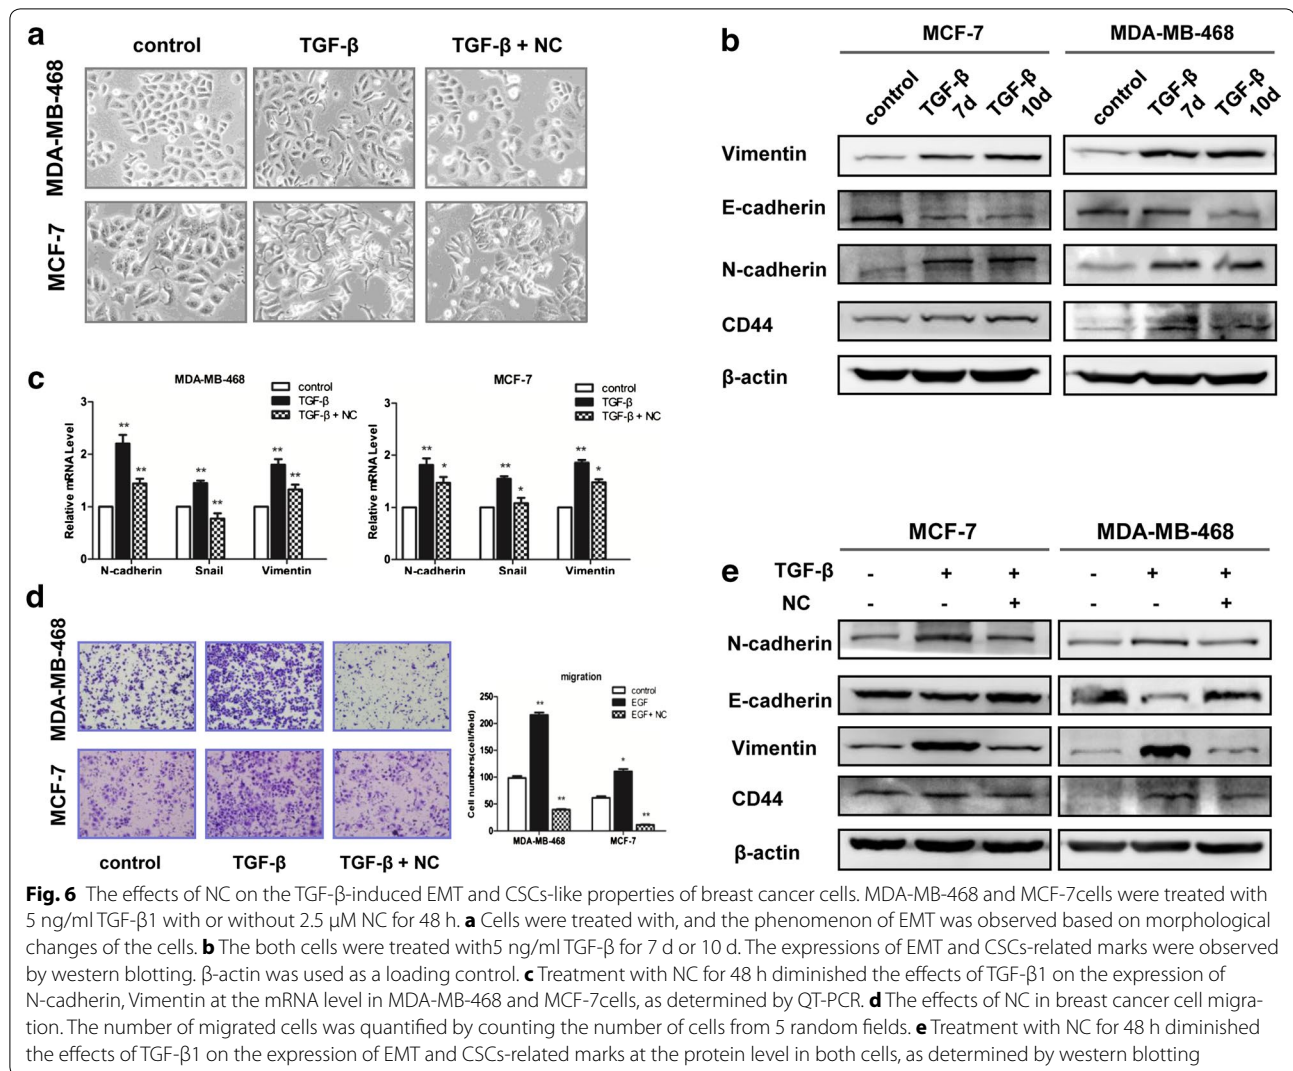 a
control TGF-β TGF-β + NC
MDA-MB-468
MCF-7
b
MCF-7 MDA-MB-468
control TGF-β 7d TGF-β 10d control TGF-β 7d TGF-β 10d
Vimentin
E-cadherin
N-cadherin
CD44
β-actin
c
MDA-MB-468
control
TGF-β
TGF-β + NC
Relative mRNA Level
3
2
1
0
** ** ** ** ** **
N-cadherin Snail Vimentin
MCF-7
control
TGF-β
TGF-β + NC
Relative mRNA Level
3
2
1
0
** * ** * ** *
N-cadherin Snail Vimentin
d
MDA-MB-468
MCF-7
control TGF-β TGF-β + NC
migration
control
EGF
EGF+ NC
Cell numbers(cell/field)
250
200
150
100
50
0
** ** * **
MDA-MB-468 MCF-7
e
MCF-7 MDA-MB-468
TGF-β - + + - + +
NC - - + - - +
N-cadherin
E-cadherin
Vimentin
CD44
β-actin
Fig. 6 The effects of NC on the TGF-β-induced EMT and CSCs-like properties of breast cancer cells. MDA-MB-468 and MCF-7cells were treated with
5 ng/ml TGF-β1 with or without 2.5 μM NC for 48 h. a Cells were treated with, and the phenomenon of EMT was observed based on morphological
changes of the cells. b The both cells were treated with5 ng/ml TGF-β for 7 d or 10 d. The expressions of EMT and CSCs-related marks were observed
by western blotting. β-actin was used as a loading control. c Treatment with NC for 48 h diminished the effects of TGF-β1 on the expression of
N-cadherin, Vimentin at the mRNA level in MDA-MB-468 and MCF-7cells, as determined by QT-PCR. d The effects of NC in breast cancer cell migra-
tion. The number of migrated cells was quantified by counting the number of cells from 5 random fields. e Treatment with NC for 48 h diminished
the effects of TGF-β1 on the expression of EMT and CSCs-related marks at the protein level in both cells, as determined by western blotting